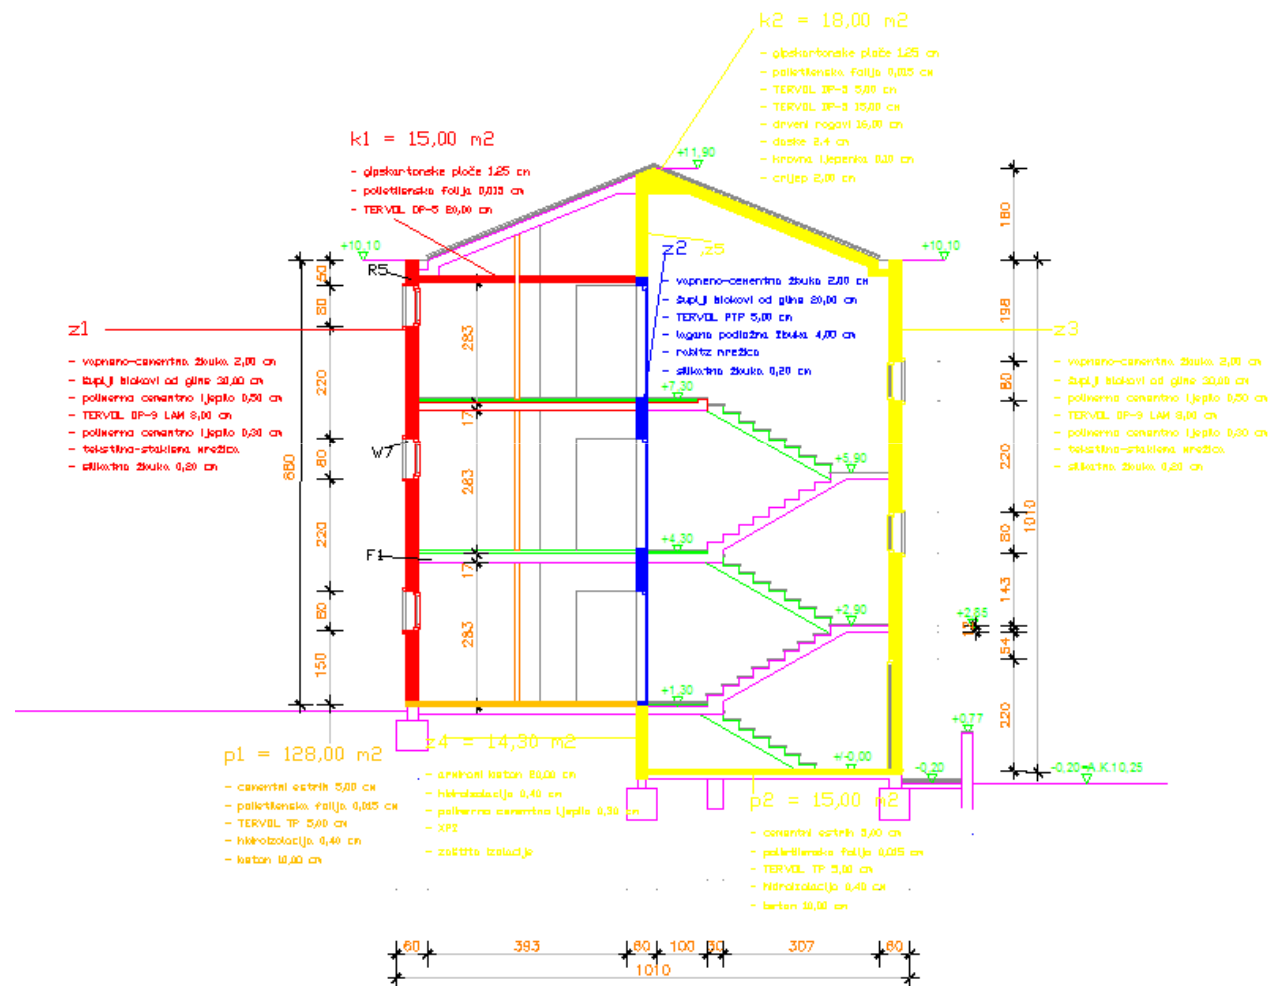 k2 = 18,00 m2
- gipskartonske ploče 1,25 cm
- polietilenska folija 0,015 cm
- TERVOL DP-3 5,00 cm
- TERVOL DP-3 15,00 cm
- drveni rogovi 16,00 cm
- daske 2,4 cm
- krovna ljepenka 0,10 cm
- crijep 2,00 cm
k1 = 15,00 m2
- gipskartonske ploče 1,25 cm
- polietilenska folija 0,015 cm
- TERVOL DP-5 20,00 cm
+11,90
+10,10
+10,10
R5
z5
z2
- vapneno-cementna žbuka 2,00 cm
- šuplji blokovi od gline 20,00 cm
- TERVOL PTP 5,00 cm
- lagana podložna žbuka 4,00 cm
- rabitz mrežica
- silikatna žbuka 0,20 cm
z1
- vapneno-cementna žbuka 2,00 cm
- šuplji blokovi od gline 30,00 cm
- polimerno cementno ljepilo 0,50 cm
- TERVOL DP-9 LAM 8,00 cm
- polimerno cementno ljepilo 0,30 cm
- tekstilno-staklena mrežica
- silikatna žbuka 0,20 cm
z3
- vapneno-cementna žbuka 2,00 cm
- šuplji blokovi od gline 30,00 cm
- polimerno cementno ljepilo 0,50 cm
- TERVOL DP-9 LAM 8,00 cm
- polimerno cementno ljepilo 0,30 cm
- tekstilno-staklena mrežica
- silikatna žbuka 0,20 cm
W7
F1
+7,30
+5,90
+4,30
+2,90
+1,30
+/-0,00
+2,85
+0,77
-0,20
-0,20=A.K.10,25
50
80
220
80
220
80
150
660
283
17
283
17
283
180
198
80
220
80
143
54
220
1010
p1 = 128,00 m2
- cementni estrih 5,00 cm
- polietilenska folija 0,015 cm
- TERVOL TP 5,00 cm
- hidroizolacija 0,40 cm
- beton 10,00 cm
z4 = 14,30 m2
- armirani beton 20,00 cm
- hidroizolacija 0,40 cm
- polimerno cementno ljepilo 0,30 cm
- XPS
- zaštita izolacije
p2 = 15,00 m2
- cementni estrih 5,00 cm
- polietilenska folija 0,015 cm
- TERVOL TP 5,00 cm
- hidroizolacija 0,40 cm
- beton 10,00 cm
60 393 60 100 30 307 60
1010